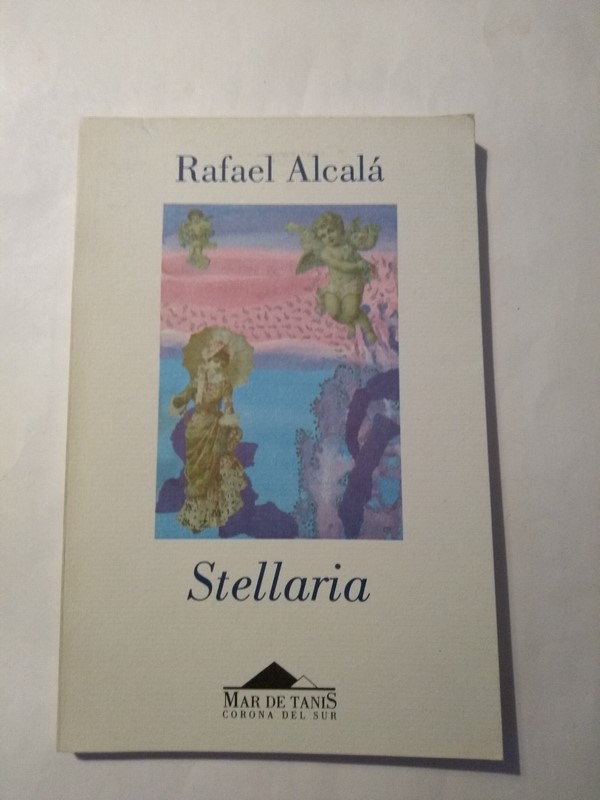 Rafael Alcalá
Stellaria
MAR DE TANIS
CORONA DEL SUR